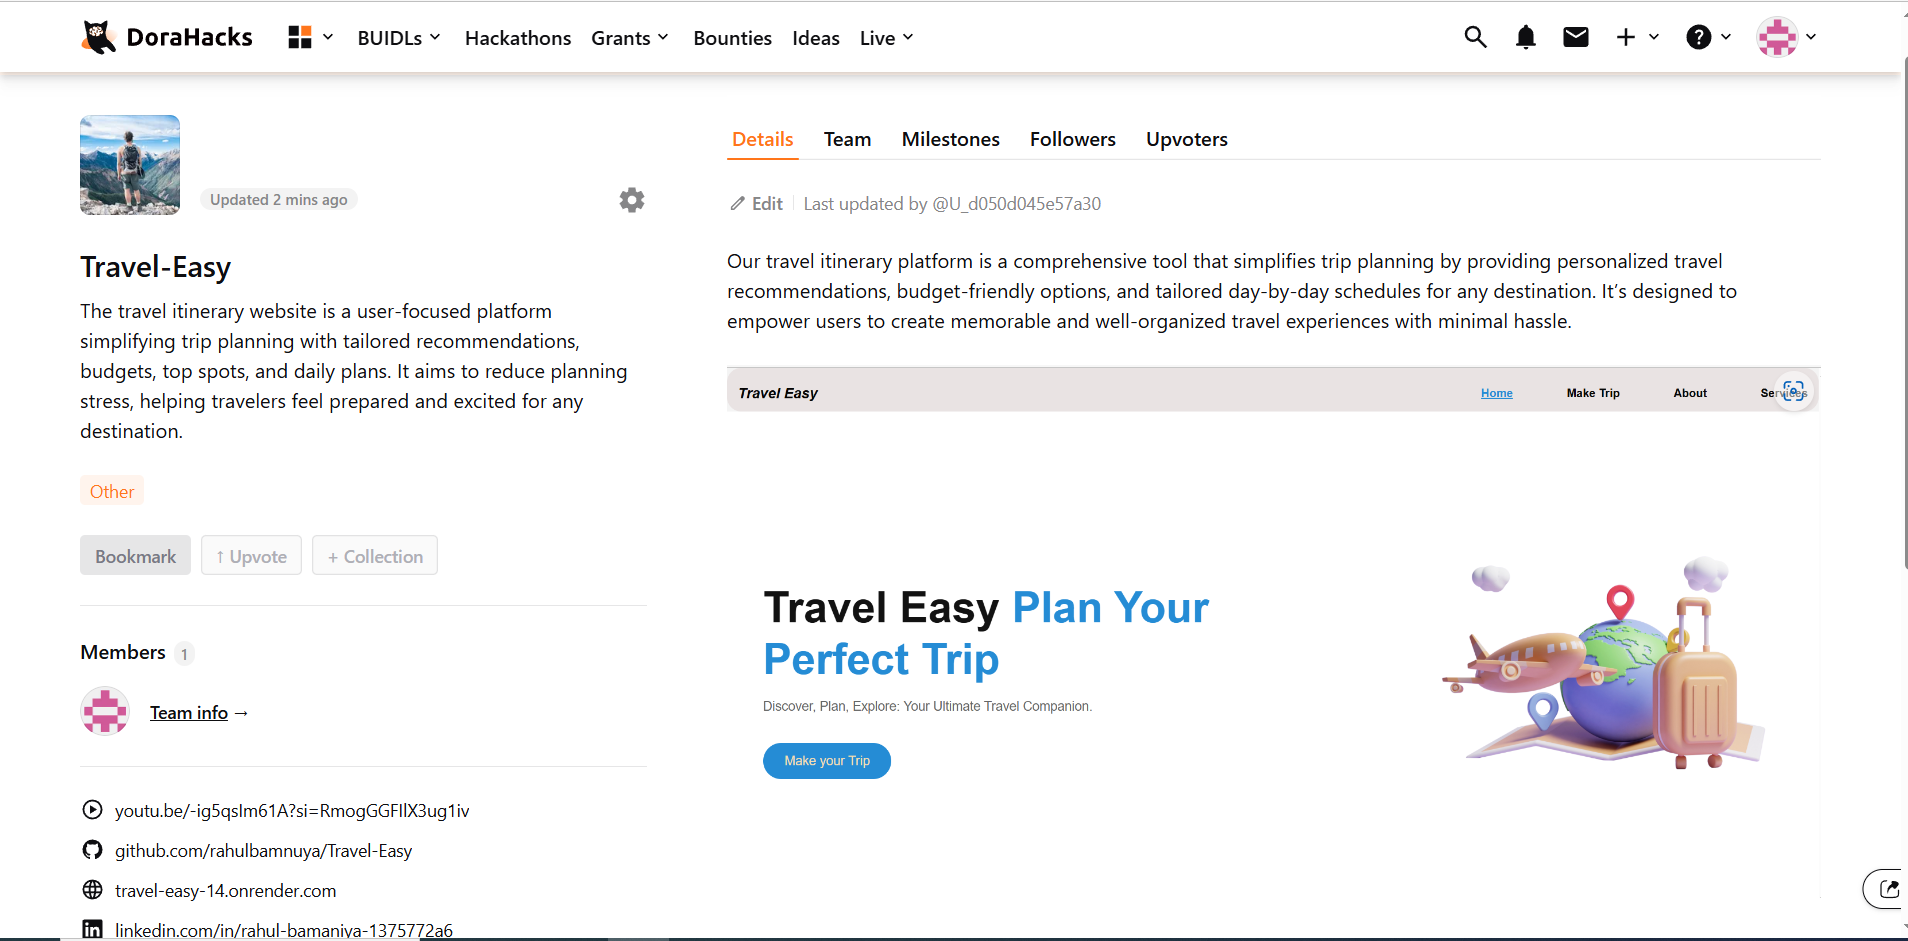 DoraHacks
BUIDLs
Hackathons
Grants
Bounties
Ideas
Live
Updated 2 mins ago
Travel-Easy
The travel itinerary website is a user-focused platform
simplifying trip planning with tailored recommendations,
budgets, top spots, and daily plans. It aims to reduce planning
stress, helping travelers feel prepared and excited for any
destination.
Other
Bookmark
↑ Upvote
+ Collection
Members 1
Team info →
youtu.be/-ig5qsIm61A?si=RmogGGFIlX3ug1iv
github.com/rahulbamnuya/Travel-Easy
travel-easy-14.onrender.com
linkedin.com/in/rahul-bamaniya-1375772a6
Details
Team
Milestones
Followers
Upvoters
Edit
Last updated by @U_d050d045e57a30
Our travel itinerary platform is a comprehensive tool that simplifies trip planning by providing personalized travel
recommendations, budget-friendly options, and tailored day-by-day schedules for any destination. It’s designed to
empower users to create memorable and well-organized travel experiences with minimal hassle.
Travel Easy
Home
Make Trip
About
Services
Travel Easy Plan Your
Perfect Trip
Discover, Plan, Explore: Your Ultimate Travel Companion.
Make your Trip